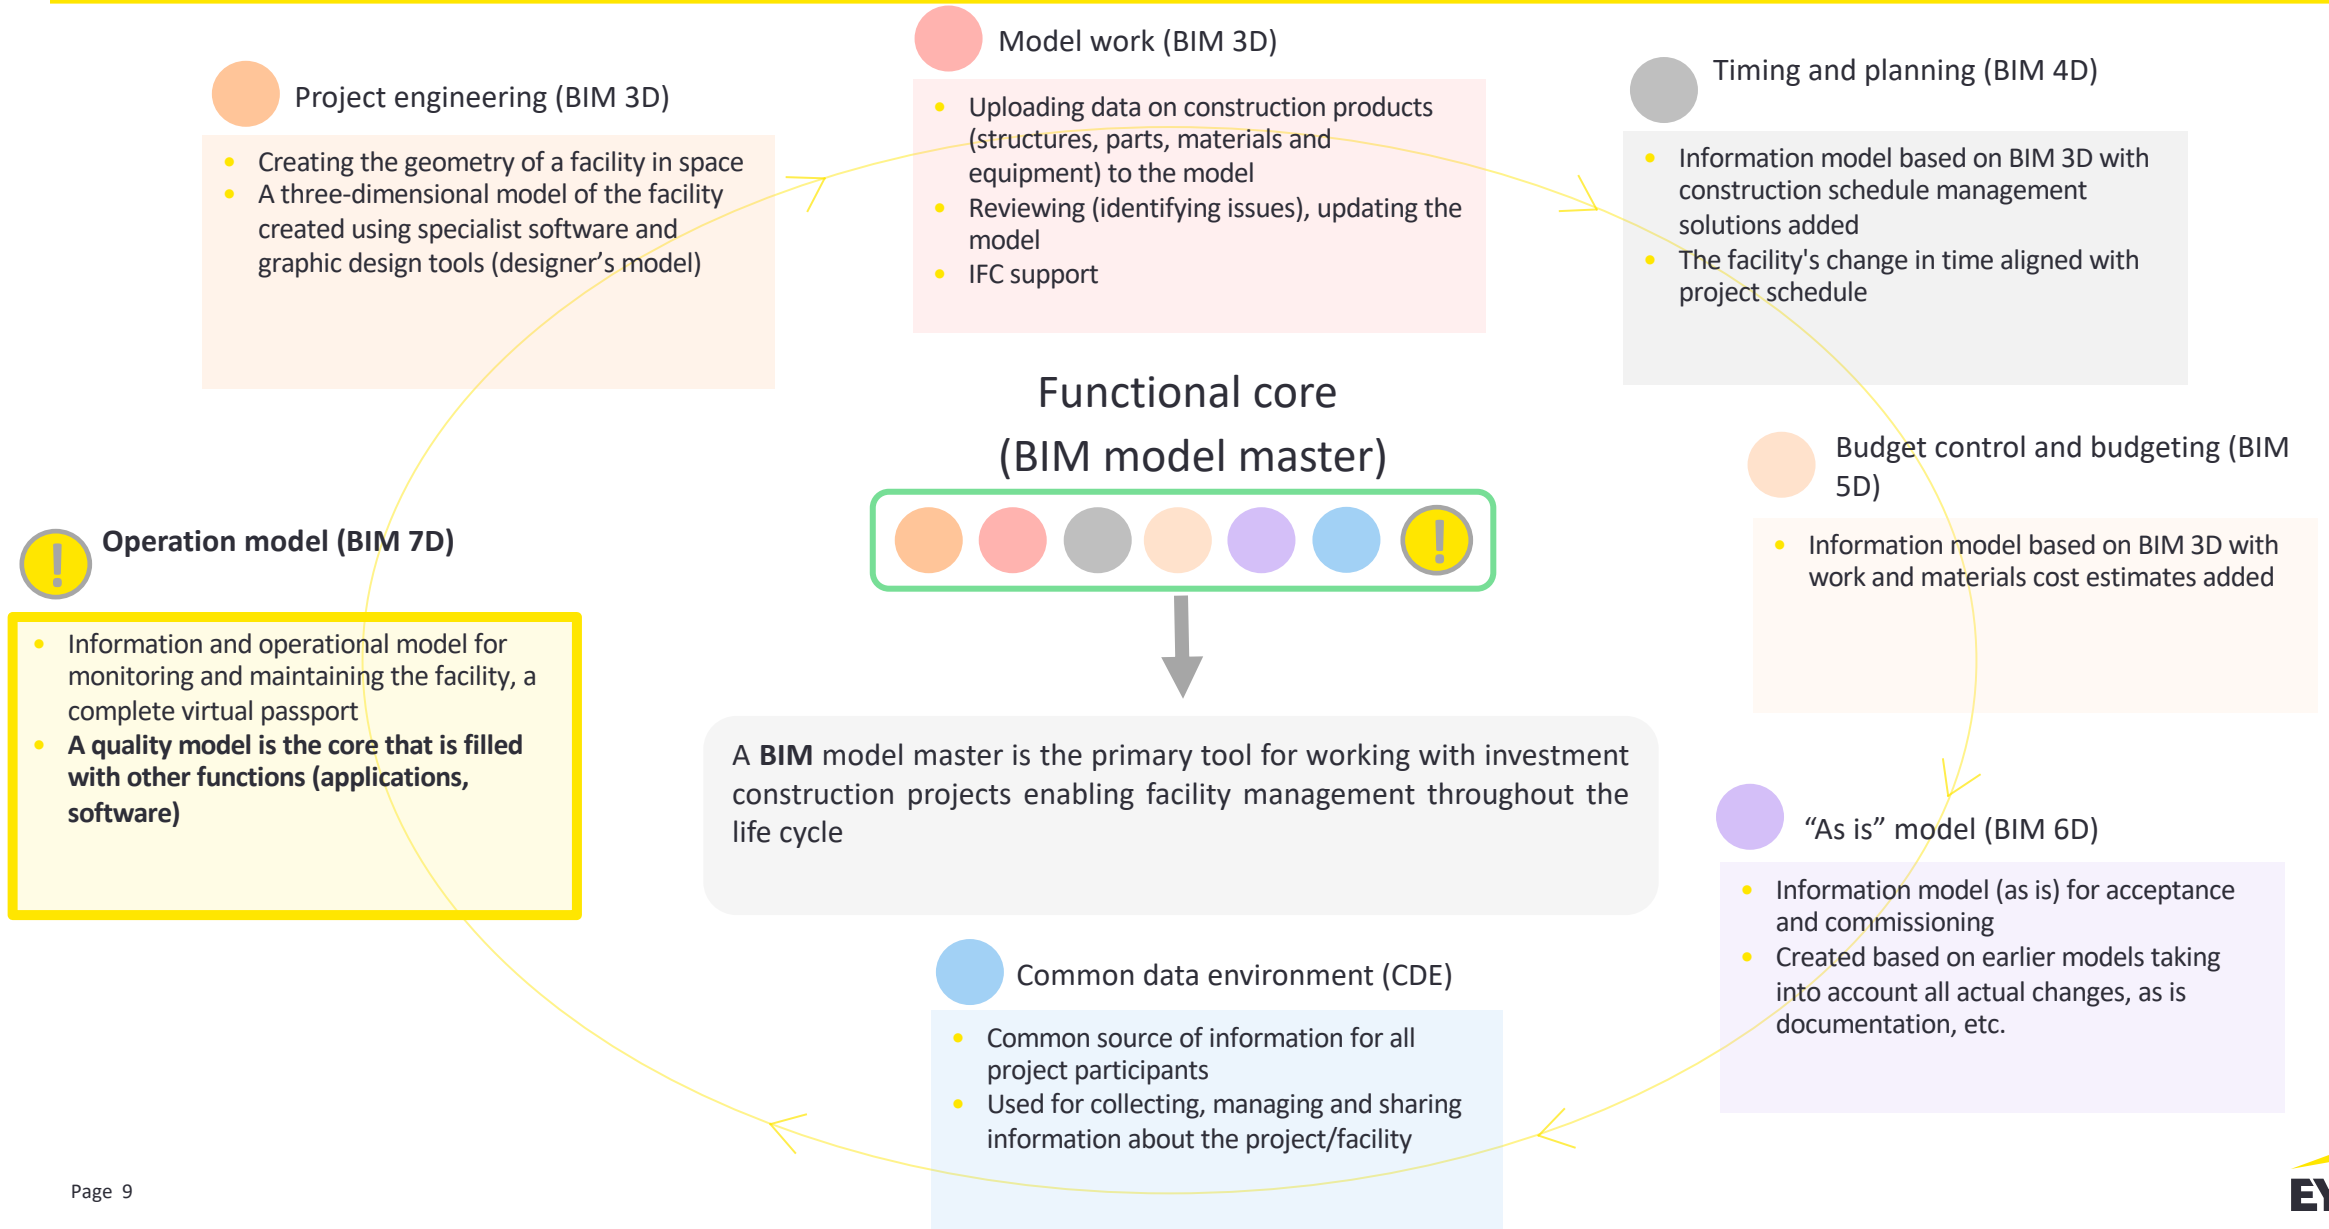 Project engineering (BIM 3D)
Creating the geometry of a facility in space
A three-dimensional model of the facility
created using specialist software and
graphic design tools (designer’s model)
Model work (BIM 3D)
Uploading data on construction products
(structures, parts, materials and
equipment) to the model
Reviewing (identifying issues), updating the
model
IFC support
Timing and planning (BIM 4D)
Information model based on BIM 3D with
construction schedule management
solutions added
The facility's change in time aligned with
project schedule
Functional core
(BIM model master)
!
Budget control and budgeting (BIM
5D)
Information model based on BIM 3D with
work and materials cost estimates added
!
Operation model (BIM 7D)
Information and operational model for
monitoring and maintaining the facility, a
complete virtual passport
A quality model is the core that is filled
with other functions (applications,
software)
A BIM model master is the primary tool for working with investment
construction projects enabling facility management throughout the
life cycle
“As is” model (BIM 6D)
Information model (as is) for acceptance
and commissioning
Created based on earlier models taking
into account all actual changes, as is
documentation, etc.
Common data environment (CDE)
Common source of information for all
project participants
Used for collecting, managing and sharing
information about the project/facility
Page 9
EY